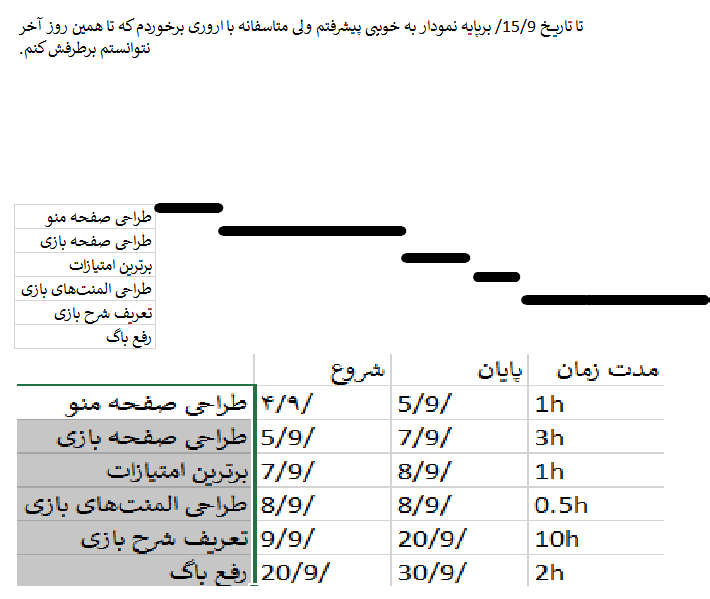 تا تاریخ 15/9/ برپایه نمودار به خوبی پیشرفتم ولی متاسفانه با اروری برخوردم که تا همین روز آخر
نتوانستم برطرفش کنم.
طراحی صفحه منو
طراحی صفحه بازی
برترین امتیازات
طراحی المنت‌های بازی
تعریف شرح بازی
رفع باگ
شروع پایان مدت زمان
طراحی صفحه منو ۴/۹/ 5/9/ 1h
طراحی صفحه بازی 5/9/ 7/9/ 3h
برترین امتیازات 7/9/ 8/9/ 1h
طراحی المنت‌های بازی 8/9/ 8/9/ 0.5h
تعریف شرح بازی 9/9/ 20/9/ 10h
رفع باگ 20/9/ 30/9/ 2h